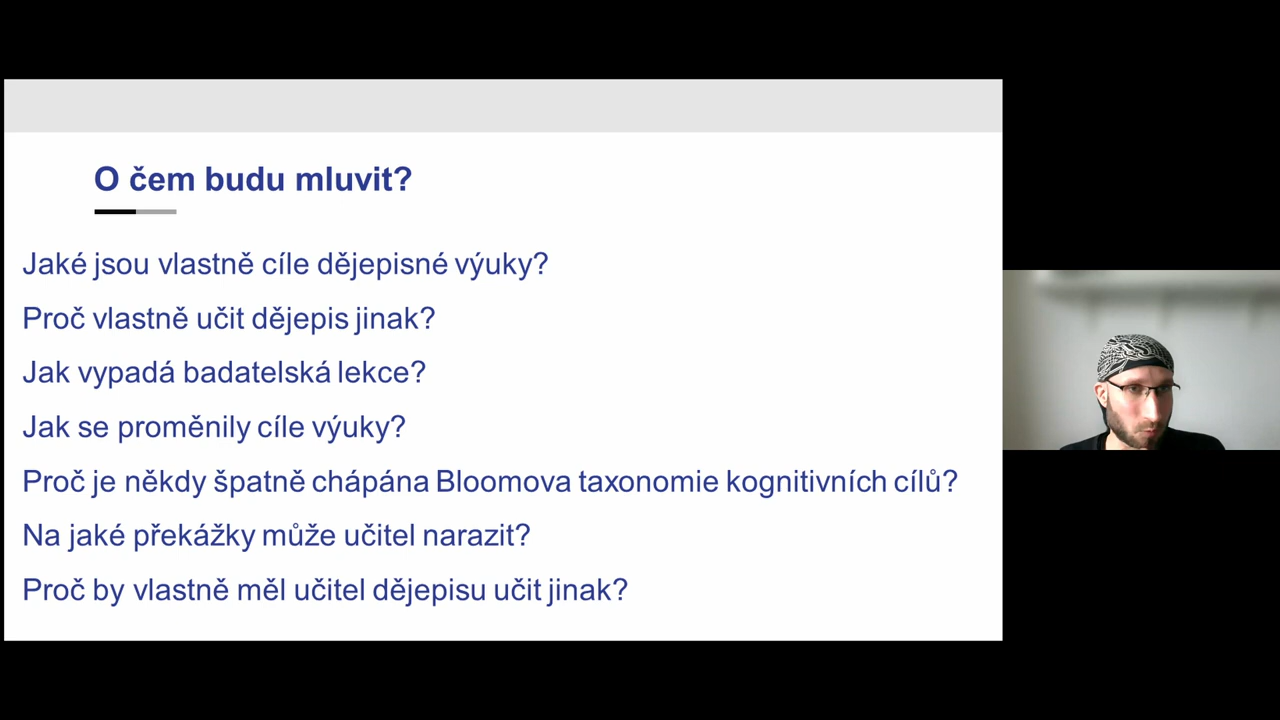 O čem budu mluvit?
Jaké jsou vlastně cíle dějepisné výuky?
Proč vlastně učit dějepis jinak?
Jak vypadá badatelská lekce?
Jak se proměnily cíle výuky?
Proč je někdy špatně chápána Bloomova taxonomie kognitivních cílů?
Na jaké překážky může učitel narazit?
Proč by vlastně měl učitel dějepisu učit jinak?